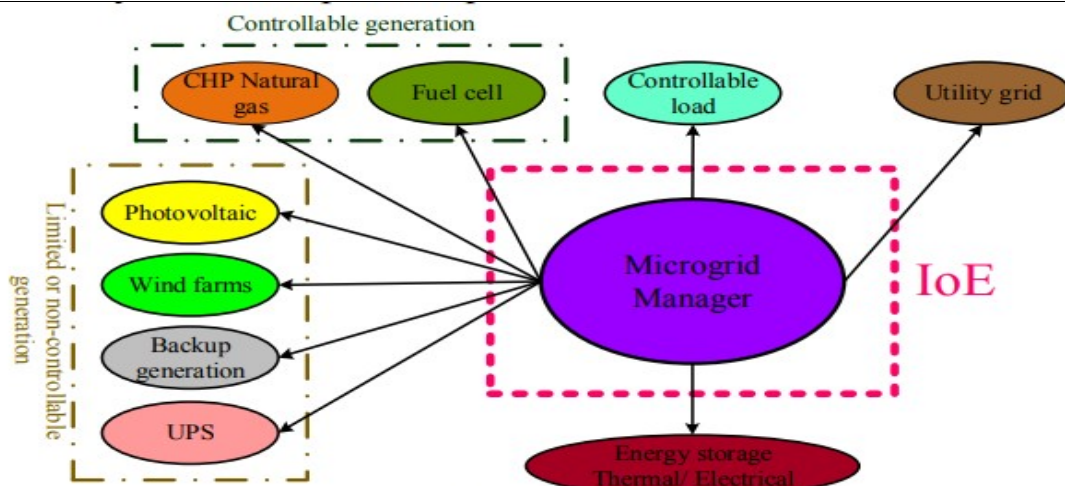 Controllable generation
CHP Natural
gas
Fuel cell
Controllable
load
Utility grid
Limited or non-controllable
generation
Photovoltaic
Wind farms
Backup
generation
UPS
Microgrid
Manager
IoE
Energy storage
Thermal/ Electrical